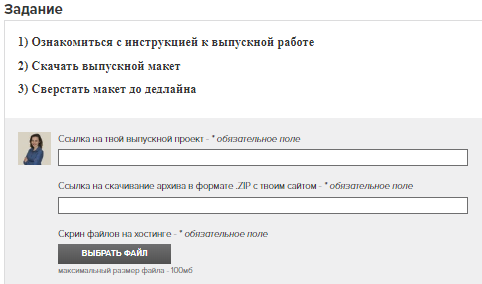 Задание
1) Ознакомиться с инструкцией к выпускной работе
2) Скачать выпускной макет
3) Сверстать макет до дедлайна
Ссылка на твой выпускной проект - * обязательное поле
Ссылка на скачивание архива в формате .ZIP с твоим сайтом - * обязательное поле
Скрин файлов на хостинге - * обязательное поле
ВЫБРАТЬ ФАЙЛ
максимальный размер файла - 100мб